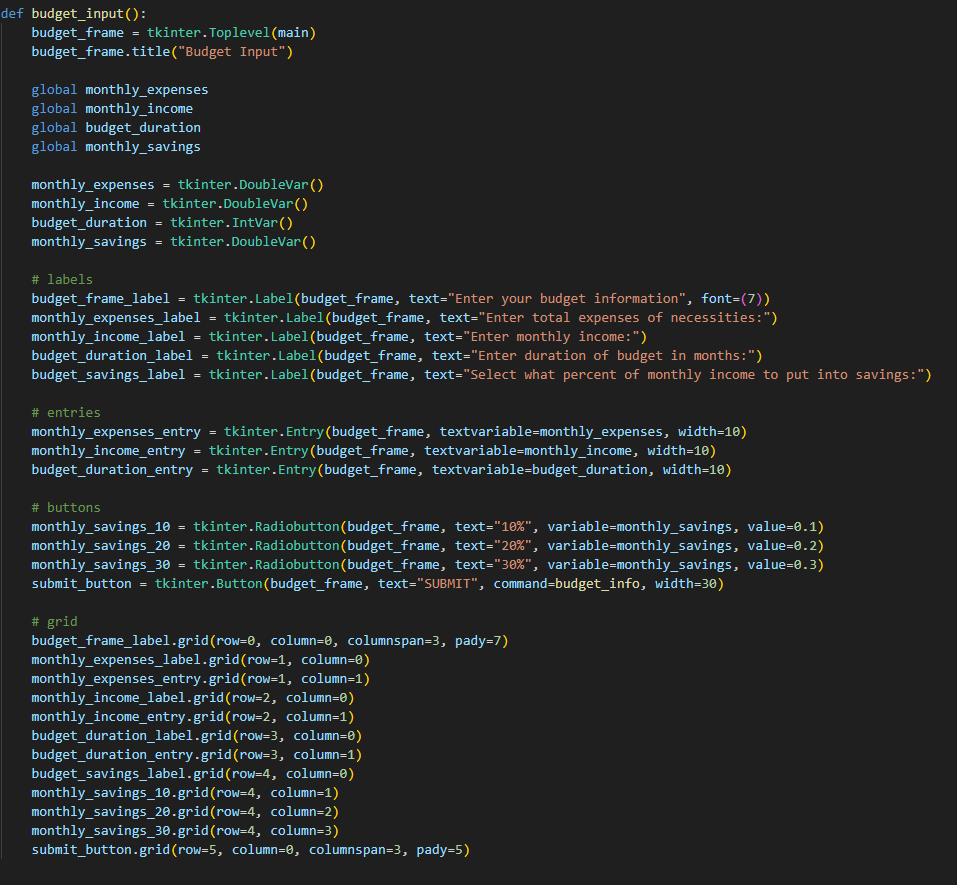 def budget_input():
    budget_frame = tkinter.Toplevel(main)
    budget_frame.title("Budget Input")

    global monthly_expenses
    global monthly_income
    global budget_duration
    global monthly_savings

    monthly_expenses = tkinter.DoubleVar()
    monthly_income = tkinter.DoubleVar()
    budget_duration = tkinter.IntVar()
    monthly_savings = tkinter.DoubleVar()

    # labels
    budget_frame_label = tkinter.Label(budget_frame, text="Enter your budget information", font=(7))
    monthly_expenses_label = tkinter.Label(budget_frame, text="Enter total expenses of necessities:")
    monthly_income_label = tkinter.Label(budget_frame, text="Enter monthly income:")
    budget_duration_label = tkinter.Label(budget_frame, text="Enter duration of budget in months:")
    budget_savings_label = tkinter.Label(budget_frame, text="Select what percent of monthly income to put into savings:")

    # entries
    monthly_expenses_entry = tkinter.Entry(budget_frame, textvariable=monthly_expenses, width=10)
    monthly_income_entry = tkinter.Entry(budget_frame, textvariable=monthly_income, width=10)
    budget_duration_entry = tkinter.Entry(budget_frame, textvariable=budget_duration, width=10)

    # buttons
    monthly_savings_10 = tkinter.Radiobutton(budget_frame, text="10%", variable=monthly_savings, value=0.1)
    monthly_savings_20 = tkinter.Radiobutton(budget_frame, text="20%", variable=monthly_savings, value=0.2)
    monthly_savings_30 = tkinter.Radiobutton(budget_frame, text="30%", variable=monthly_savings, value=0.3)
    submit_button = tkinter.Button(budget_frame, text="SUBMIT", command=budget_info, width=30)

    # grid
    budget_frame_label.grid(row=0, column=0, columnspan=3, pady=7)
    monthly_expenses_label.grid(row=1, column=0)
    monthly_expenses_entry.grid(row=1, column=1)
    monthly_income_label.grid(row=2, column=0)
    monthly_income_entry.grid(row=2, column=1)
    budget_duration_label.grid(row=3, column=0)
    budget_duration_entry.grid(row=3, column=1)
    budget_savings_label.grid(row=4, column=0)
    monthly_savings_10.grid(row=4, column=1)
    monthly_savings_20.grid(row=4, column=2)
    monthly_savings_30.grid(row=4, column=3)
    submit_button.grid(row=5, column=0, columnspan=3, pady=5)